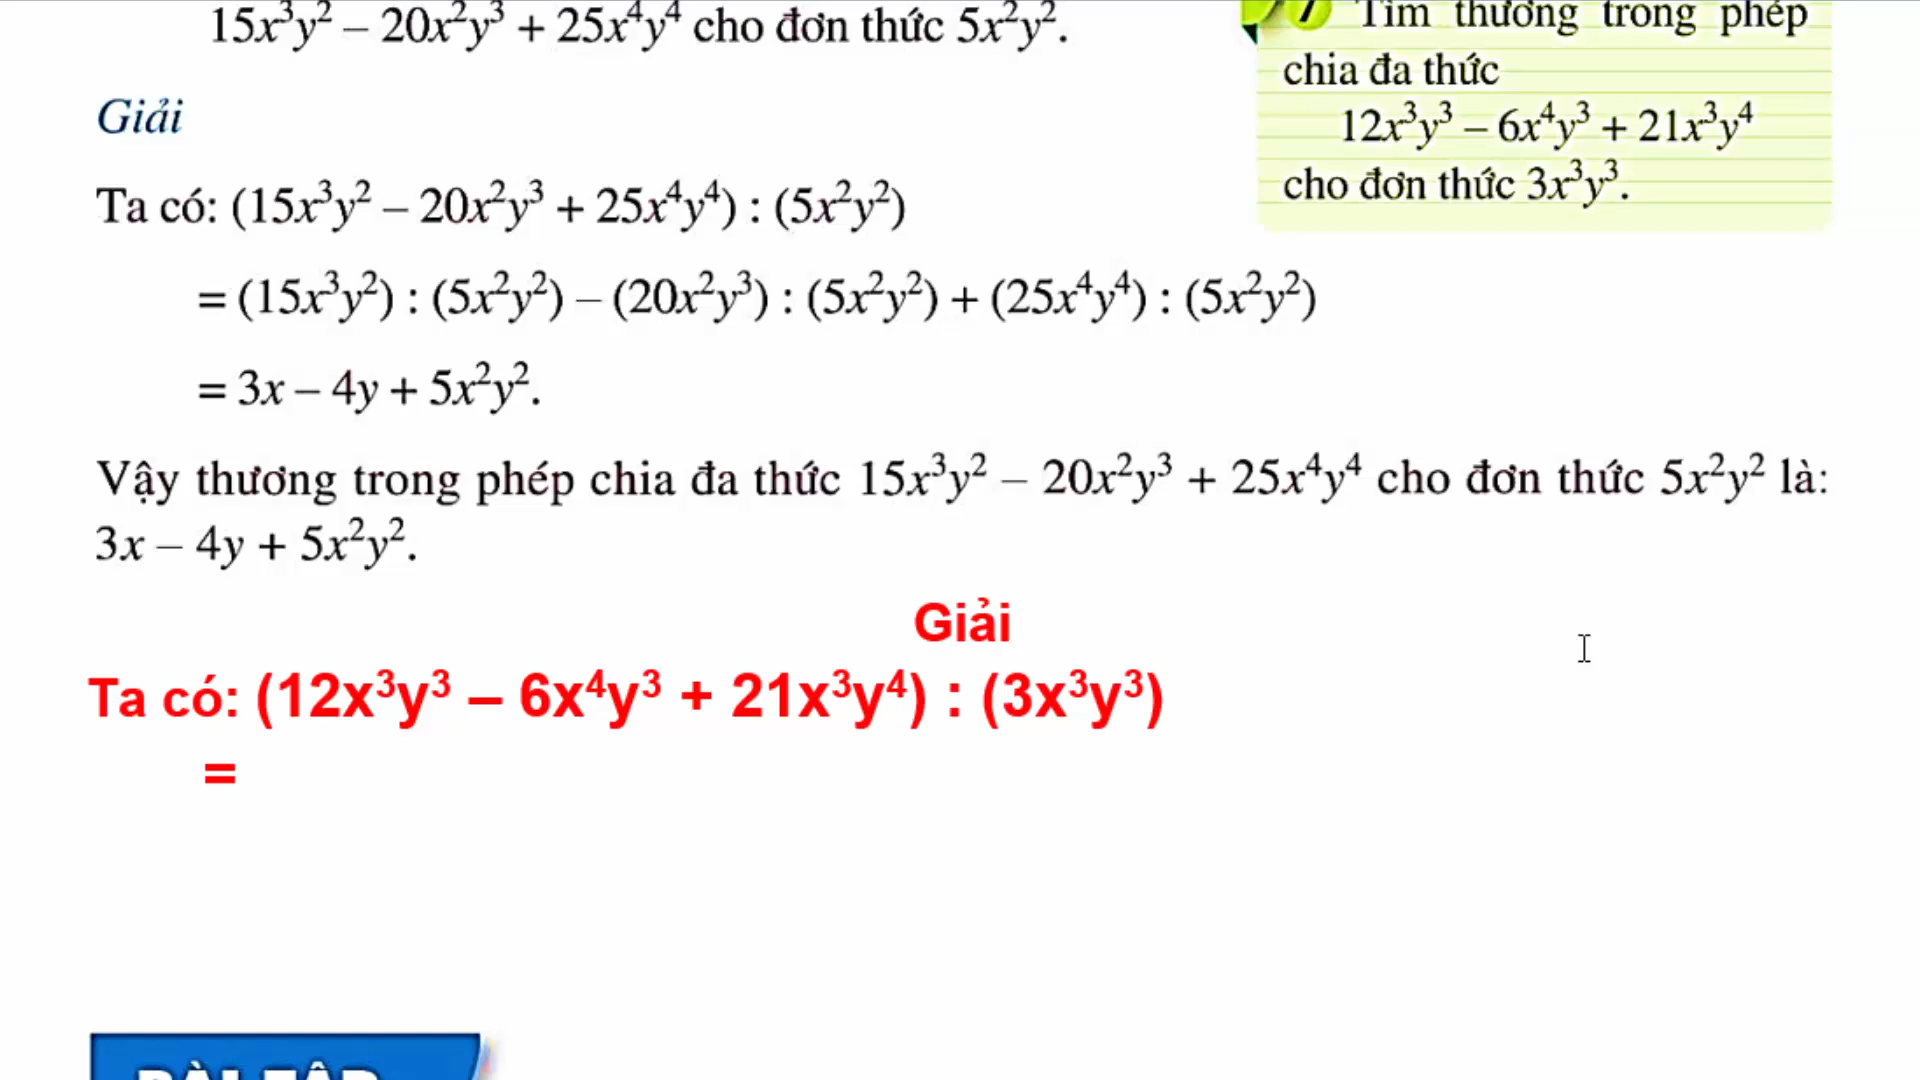 15x³y² – 20x²y³ + 25x⁴y⁴ cho đơn thức 5x²y².
7 Tìm thương trong phép
chia đa thức
12x³y³ – 6x⁴y³ + 21x³y⁴
cho đơn thức 3x³y³.
Giải
Ta có: (15x³y² – 20x²y³ + 25x⁴y⁴) : (5x²y²)
= (15x³y²) : (5x²y²) – (20x²y³) : (5x²y²) + (25x⁴y⁴) : (5x²y²)
= 3x – 4y + 5x²y².
Vậy thương trong phép chia đa thức 15x³y² – 20x²y³ + 25x⁴y⁴ cho đơn thức 5x²y² là:
3x – 4y + 5x²y².
Giải
Ta có: (12x³y³ – 6x⁴y³ + 21x³y⁴) : (3x³y³)
=
BÀI TẬP